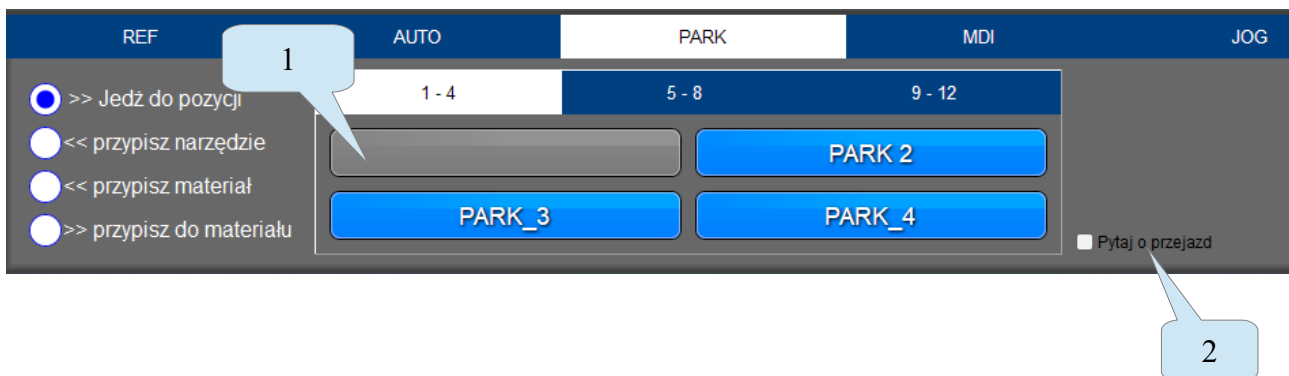 REF AUTO PARK MDI JOG
1
1 - 4 5 - 8 9 - 12
>> Jedź do pozycji
<< przypisz narzędzie
PARK 2
<< przypisz materiał
PARK_3 PARK_4
>> przypisz do materiału
Pytaj o przejazd
2